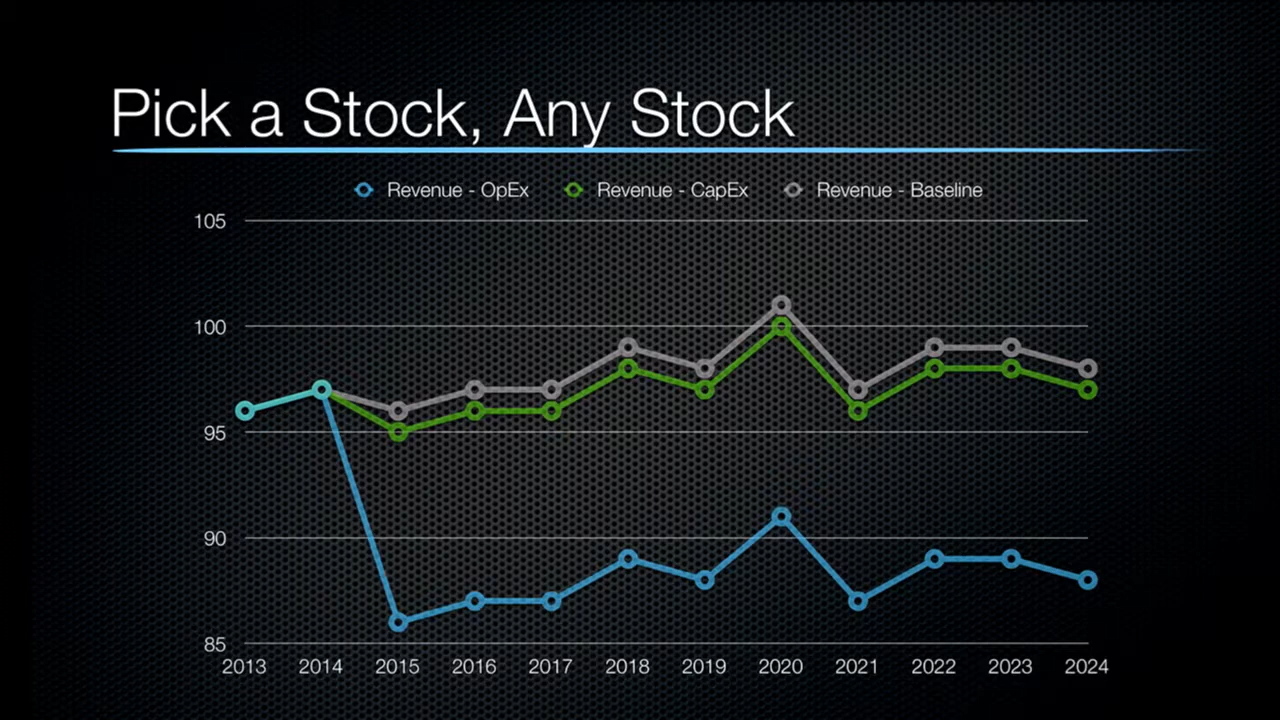 Pick a Stock, Any Stock
Revenue - OpEx Revenue - CapEx Revenue - Baseline
105
100
95
90
85
2013 2014 2015 2016 2017 2018 2019 2020 2021 2022 2023 2024